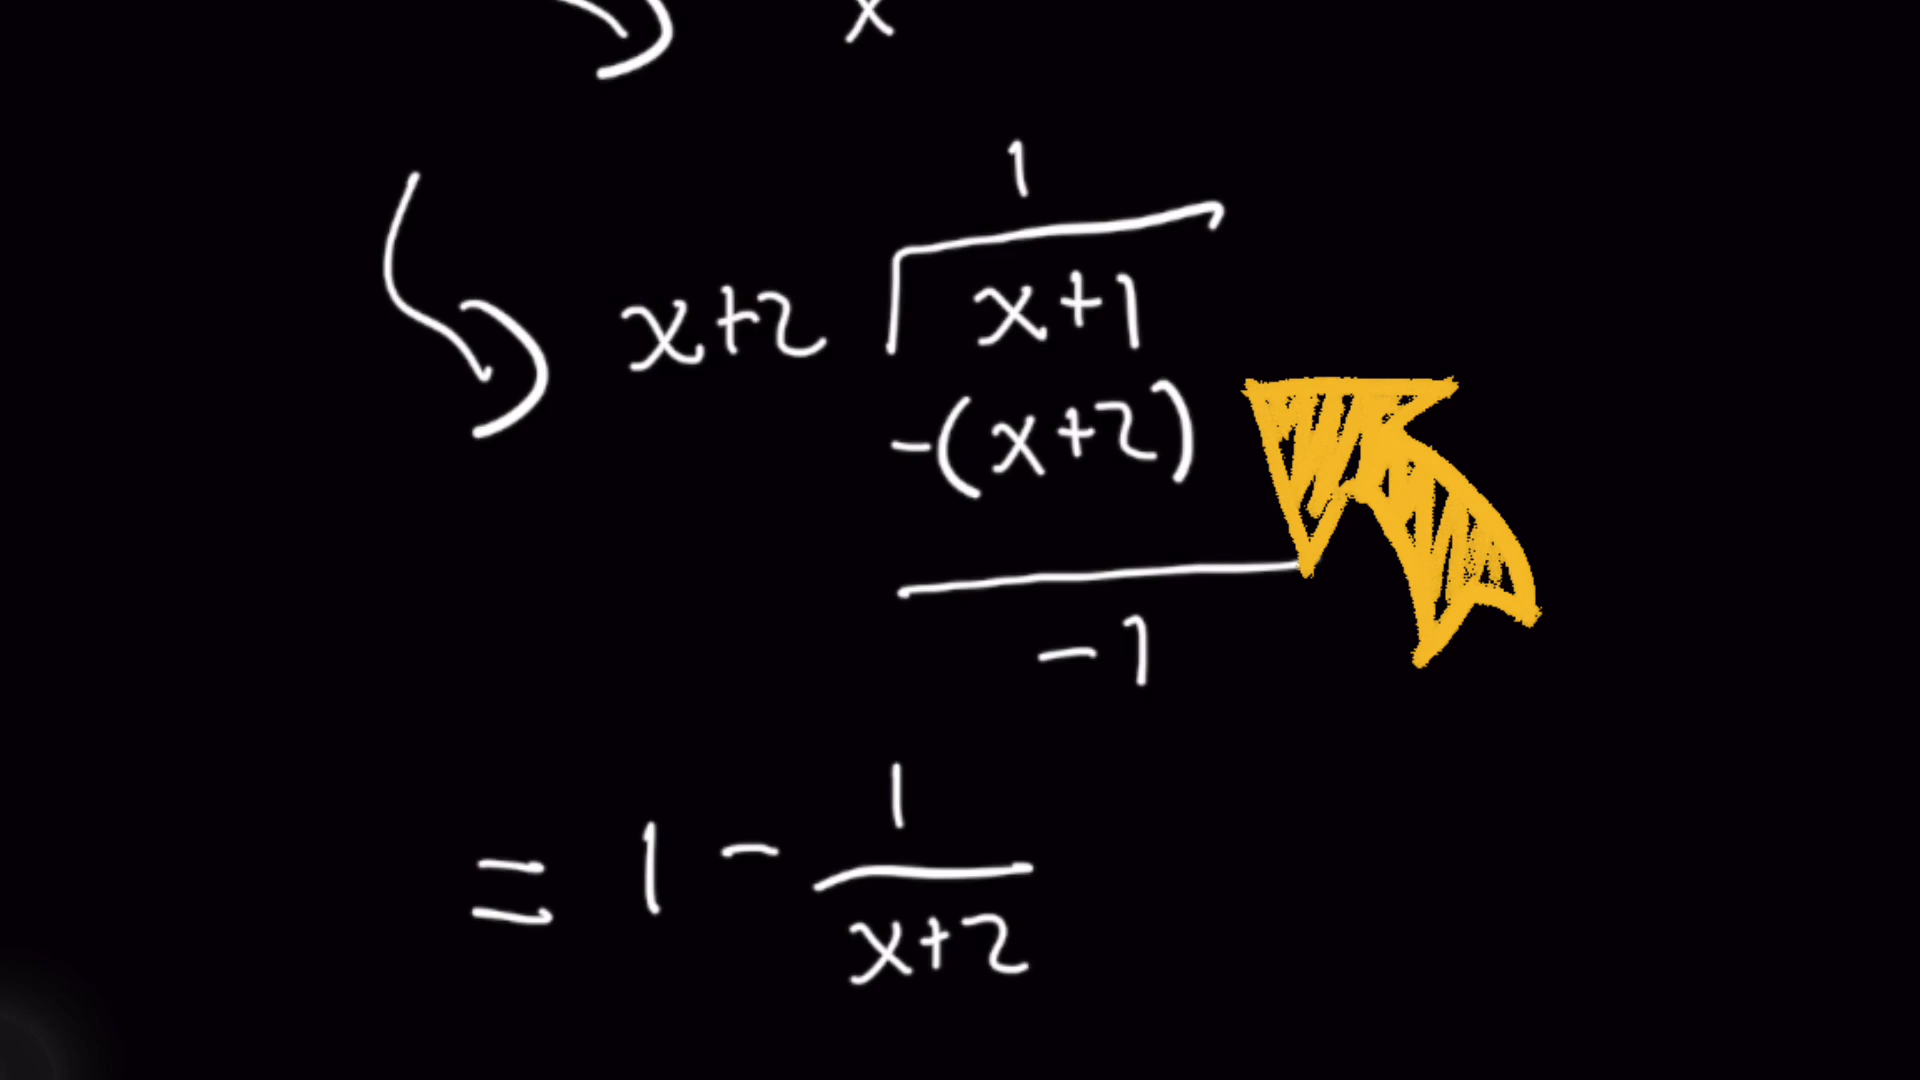 x
1
x+2 x+1
-(x+2)
-1
= 1 - 1
x+2